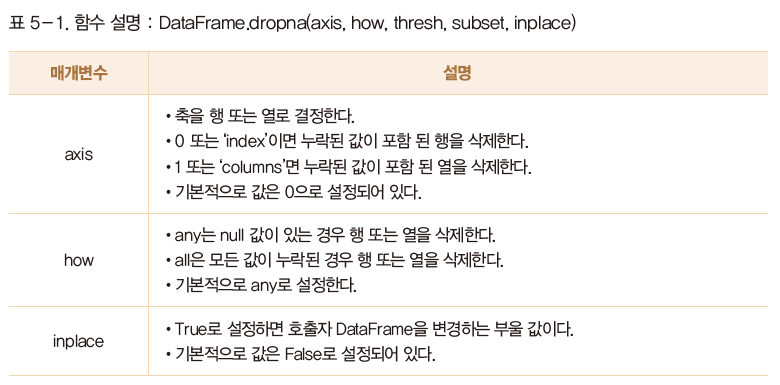 표 5-1. 함수 설명 : DataFrame.dropna(axis, how, thresh, subset, inplace)
매개변수 설명
axis
• 축을 행 또는 열로 결정한다.
• 0 또는 ‘index’이면 누락된 값이 포함 된 행을 삭제한다.
• 1 또는 ‘columns’면 누락된 값이 포함 된 열을 삭제한다.
• 기본적으로 값은 0으로 설정되어 있다.
how
• any는 null 값이 있는 경우 행 또는 열을 삭제한다.
• all은 모든 값이 누락된 경우 행 또는 열을 삭제한다.
• 기본적으로 any로 설정한다.
inplace
• True로 설정하면 호출자 DataFrame을 변경하는 부울 값이다.
• 기본적으로 값은 False로 설정되어 있다.